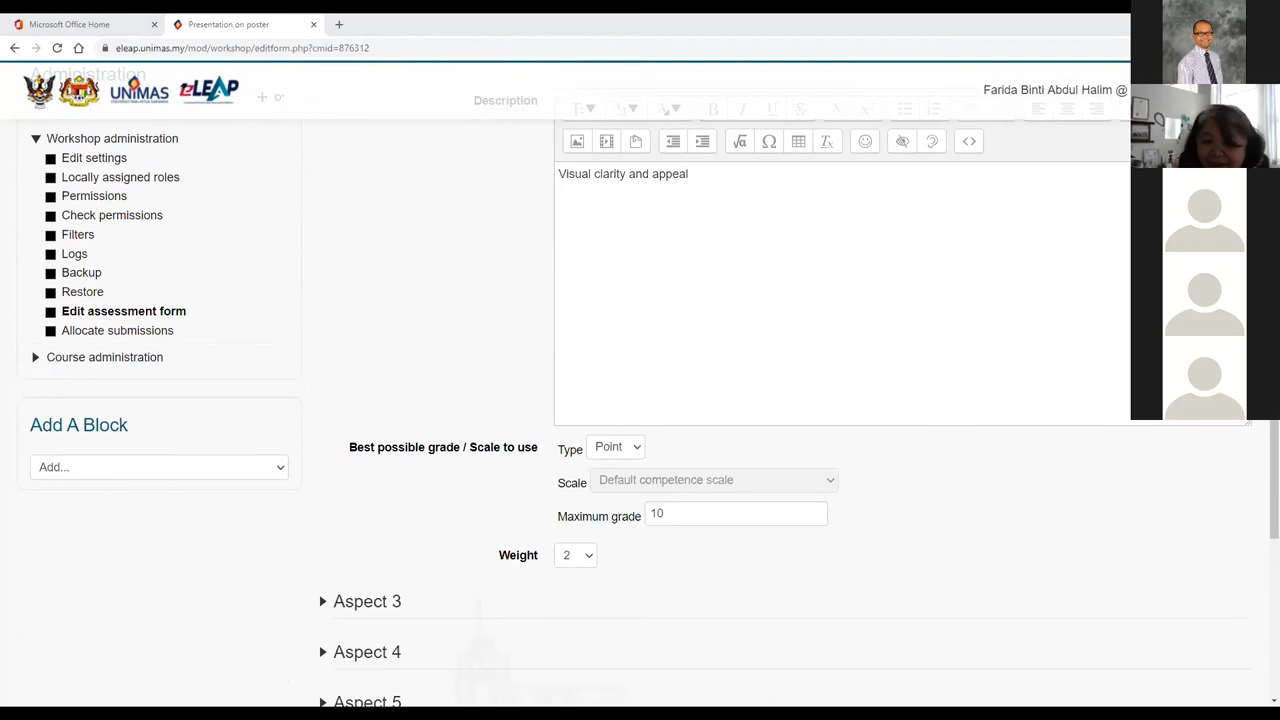 Microsoft Office Home
Presentation on poster
eleap.unimas.my/mod/workshop/editform.php?cmid=876312
Administration
UNIMAS
eLEAP
Farida Binti Abdul Halim @
Description
Workshop administration
Edit settings
Locally assigned roles
Permissions
Check permissions
Filters
Logs
Backup
Restore
Edit assessment form
Allocate submissions
Course administration
Add A Block
Add...
Visual clarity and appeal
Best possible grade / Scale to use
Type Point
Scale Default competence scale
Maximum grade 10
Weight 2
Aspect 3
Aspect 4
Aspect 5